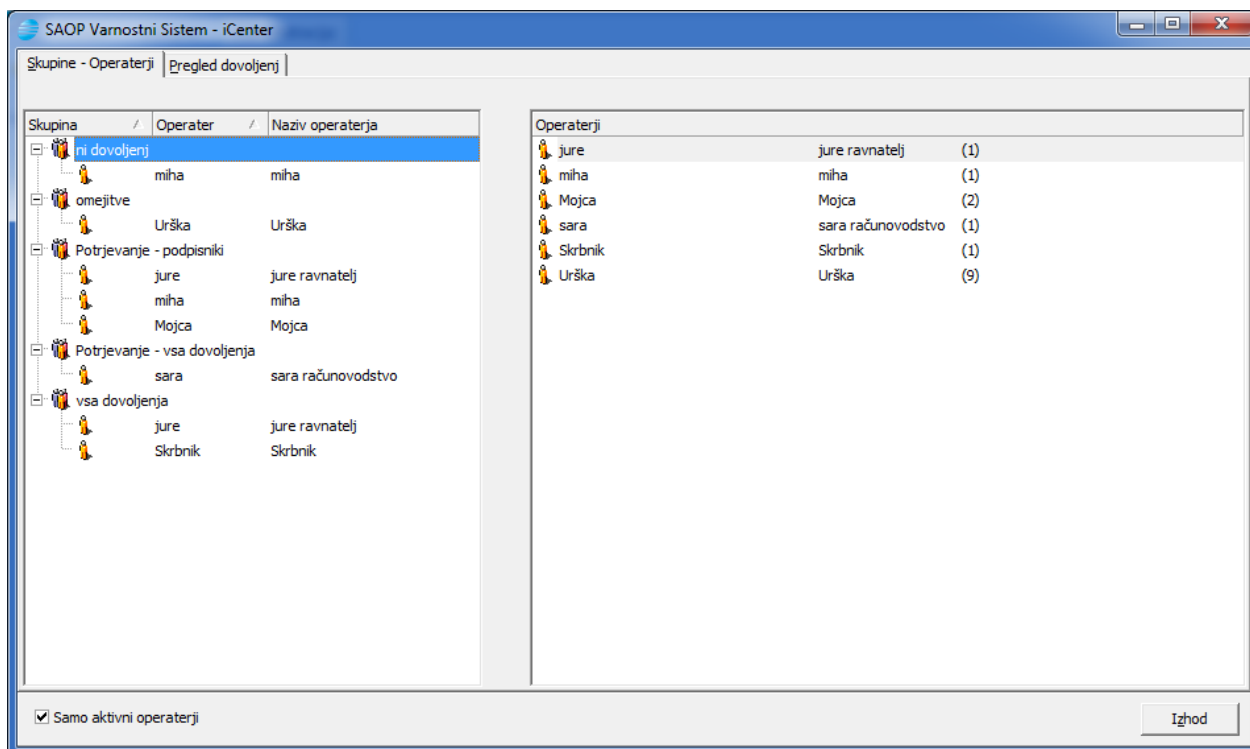 SAOP Varnostni Sistem - iCenter
Skupine - Operaterji Pregled dovoljenj
Skupina Operater Naziv operaterja
ni dovoljenj
miha miha
omejitve
Urška Urška
Potrjevanje - podpisniki
jure jure ravnatelj
miha miha
Mojca Mojca
Potrjevanje - vsa dovoljenja
sara sara računovodstvo
vsa dovoljenja
jure jure ravnatelj
Skrbnik Skrbnik
Operaterji
jure jure ravnatelj (1)
miha miha (1)
Mojca Mojca (2)
sara sara računovodstvo (1)
Skrbnik Skrbnik (1)
Urška Urška (9)
Samo aktivni operaterji
Izhod